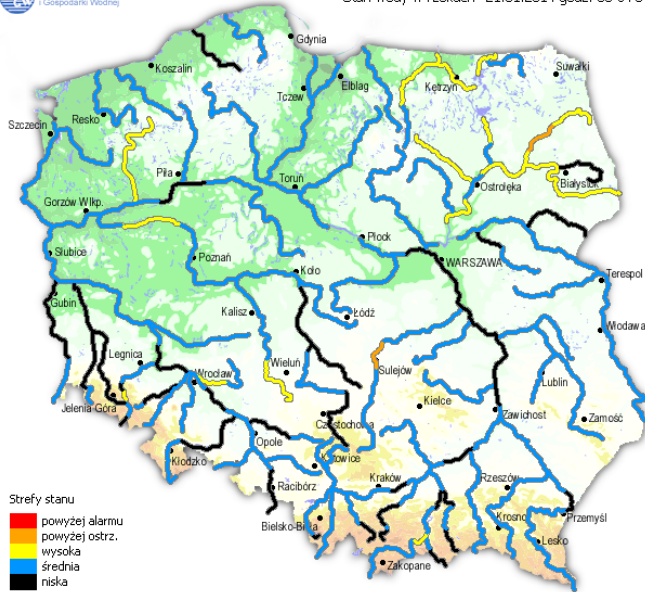 i Gospodarki Wodnej
Gdynia
Koszalin
Suwałki
Tczew
Elbląg
Kętrzyn
Resko
Szczecin
Piła
Toruń
Ostrołęka
Białystok
Gorzów Wlkp.
Płock
Słubice
Poznań
WARSZAWA
Koło
Terespol
Gubin
Kalisz
Łódź
Włodawa
Legnica
Wrocław
Wieluń
Sulejów
Lublin
Jelenia-Góra
Kielce
Zawichost
Zamość
Częstochowa
Opole
Kłodzko
Katowice
Racibórz
Kraków
Rzeszów
Bielsko-Biała
Krosno
Przemyśl
Lesko
Zakopane
Strefy stanu
powyżej alarmu
powyżej ostrz.
wysoka
średnia
niska